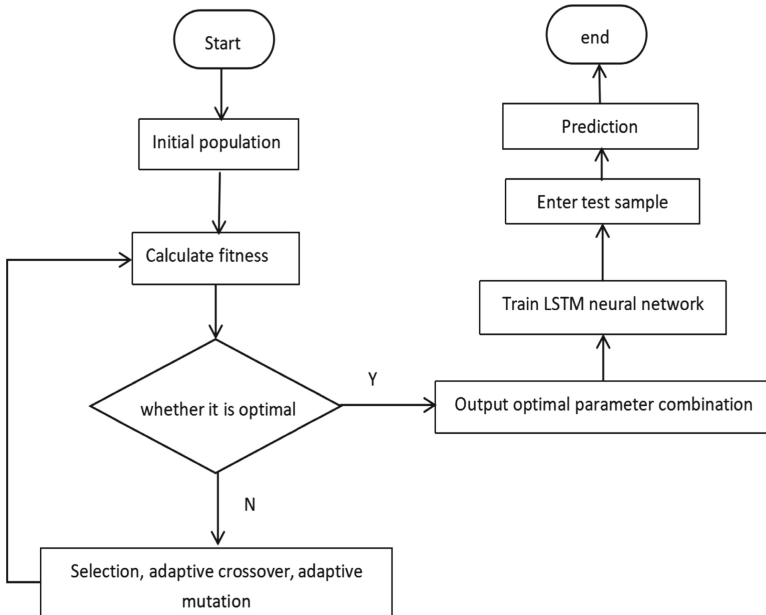 Start
Initial population
Calculate fitness
whether it is optimal
Y
N
Selection, adaptive crossover, adaptive
mutation
Output optimal parameter combination
Train LSTM neural network
Enter test sample
Prediction
end